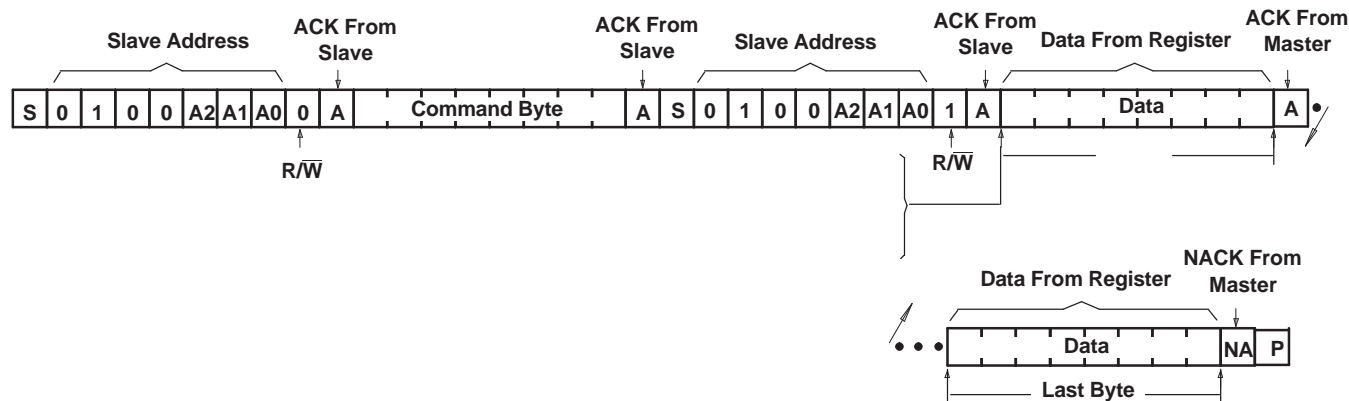 Slave Address
ACK From
Slave
ACK From
Slave
Slave Address
ACK From
Slave
Data From Register
ACK From
Master
S 0 1 0 0 A2 A1 A0 0 A Command Byte A S 0 1 0 0 A2 A1 A0 1 A Data A
R/W̅
R/W̅
Data From Register
NACK From
Master
Data NA P
Last Byte